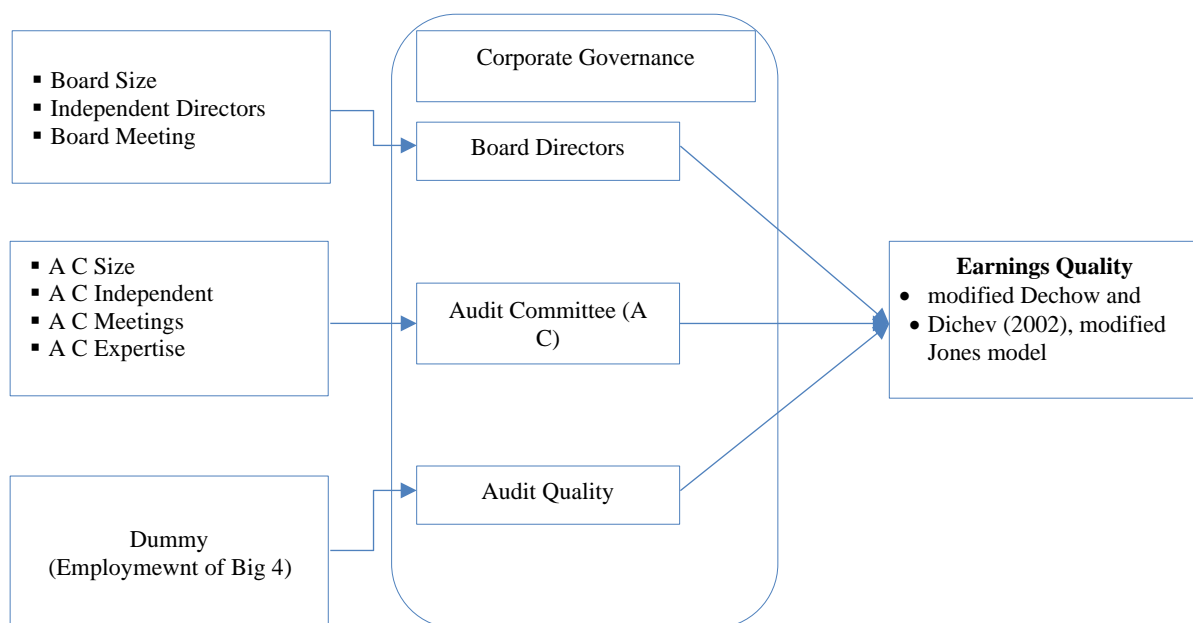 ▪ Board Size
▪ Independent Directors
▪ Board Meeting
▪ A C Size
▪ A C Independent
▪ A C Meetings
▪ A C Expertise
Dummy
(Employmewnt of Big 4)
Corporate Governance
Board Directors
Audit Committee (A
C)
Audit Quality
Earnings Quality
• modified Dechow and
• Dichev (2002), modified
Jones model